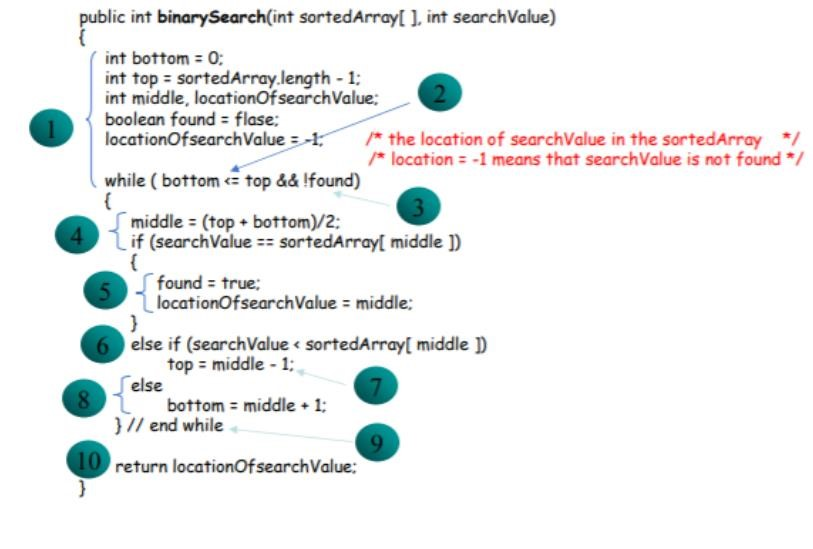 public int binarySearch(int sortedArray[ ], int searchValue)
{
int bottom = 0;
int top = sortedArray.length - 1;
int middle, locationOfsearchValue;
2
1
boolean found = flase;
locationOfsearchValue = -1; /* the location of searchValue in the sortedArray */
/* location = -1 means that searchValue is not found */
while ( bottom <= top && !found)
{
3
4
middle = (top + bottom)/2;
if (searchValue == sortedArray[ middle ])
{
5
found = true;
locationOfsearchValue = middle;
}
6 else if (searchValue < sortedArray[ middle ])
top = middle - 1;
7
8
else
bottom = middle + 1;
} // end while
9
10 return locationOfsearchValue;
}